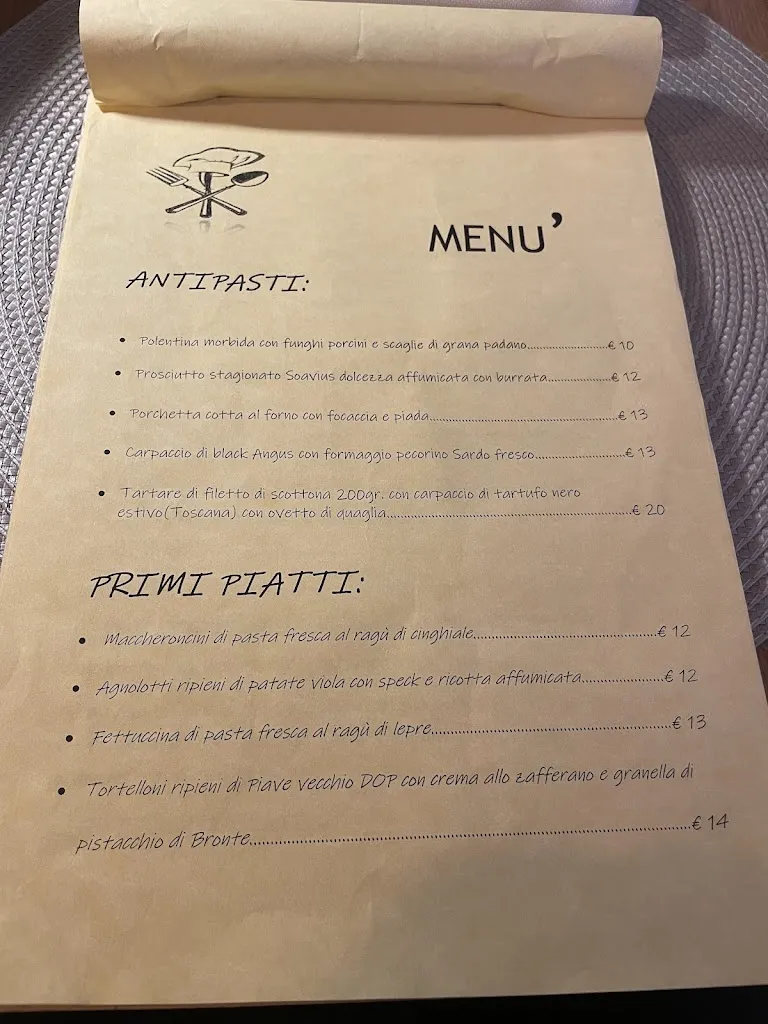 MENU'
ANTIPASTI:
• Polentina morbida con funghi porcini e scaglie di grana padano......................€ 10
• Prosciutto stagionato Soavius dolcezza affumicata con burrata.................€ 12
• Porchetta cotta al forno con focaccia e piada..................................................€ 13
• Carpaccio di black Angus con formaggio pecorino Sardo fresco........................€ 13
• Tartare di filetto di scottona 200gr. con carpaccio di tartufo nero
estivo(Toscana) con ovetto di quaglia................................................................€ 20
PRIMI PIATTI:
• Maccheroncini di pasta fresca al ragù di cinghiale................................................€ 12
• Agnolotti ripieni di patate viola con speck e ricotta affumicata.....................€ 12
• Fettuccina di pasta fresca al ragù di lepre............................................................€ 13
• Tortelloni ripieni di Piave vecchio DOP con crema allo zafferano e granella di
pistacchio di Bronte....................................................................................................€ 14